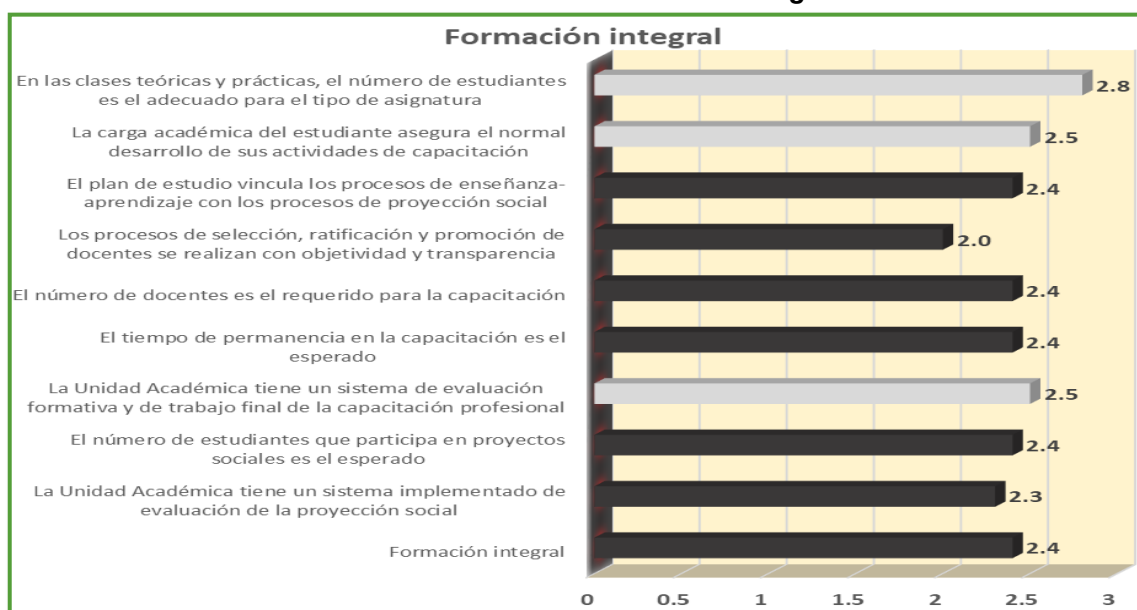 Formación integral
En las clases teóricas y prácticas, el número de estudiantes
es el adecuado para el tipo de asignatura
2.8
La carga académica del estudiante asegura el normal
desarrollo de sus actividades de capacitación
2.5
El plan de estudio vincula los procesos de enseñanza-
aprendizaje con los procesos de proyección social
2.4
Los procesos de selección, ratificación y promoción de
docentes se realizan con objetividad y transparencia
2.0
El número de docentes es el requerido para la capacitación
2.4
El tiempo de permanencia en la capacitación es el
esperado
2.4
La Unidad Académica tiene un sistema de evaluación
formativa y de trabajo final de la capacitación profesional
2.5
El número de estudiantes que participa en proyectos
sociales es el esperado
2.4
La Unidad Académica tiene un sistema implementado de
evaluación de la proyección social
2.3
Formación integral
2.4
0 0.5 1 1.5 2 2.5 3